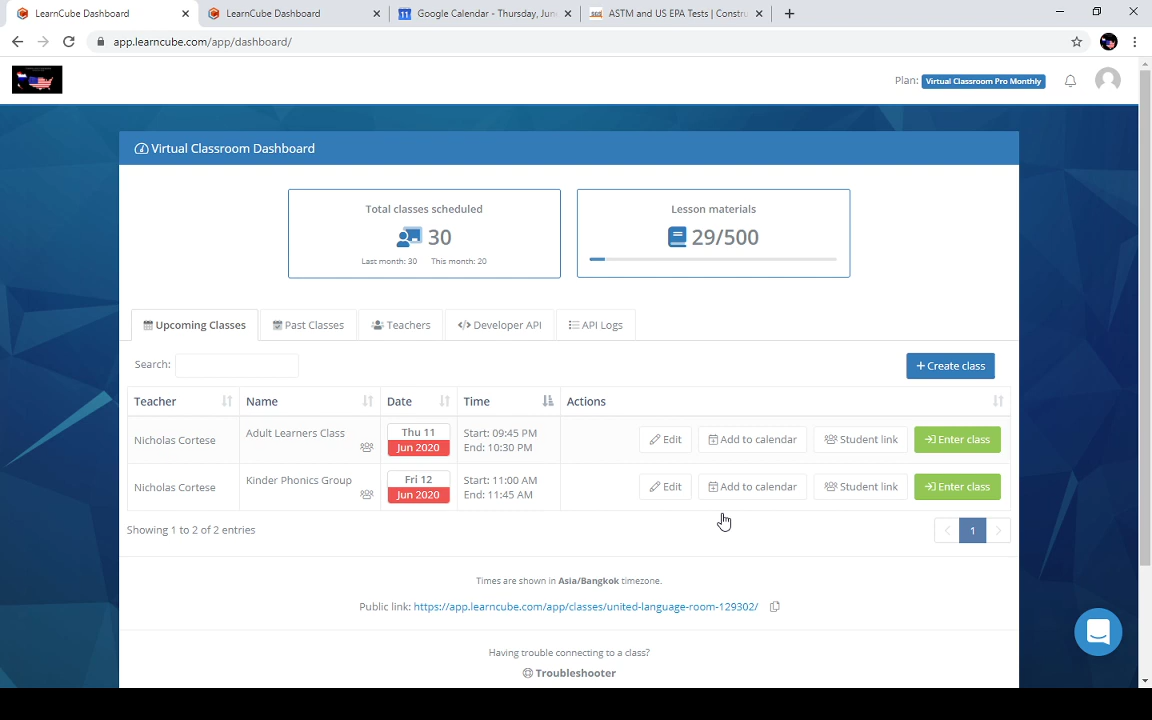 LearnCube Dashboard
LearnCube Dashboard
Google Calendar - Thursday, Jun
ASTM and US EPA Tests | Constru
app.learncube.com/app/dashboard/
Plan: Virtual Classroom Pro Monthly
Virtual Classroom Dashboard
Total classes scheduled
30
Last month: 30 This month: 20
Lesson materials
29/500
Upcoming Classes
Past Classes
Teachers
</> Developer API
API Logs
Search:
+ Create class
Teacher
Name
Date
Time
Actions
Nicholas Cortese
Adult Learners Class
Thu 11
Jun 2020
Start: 09:45 PM
End: 10:30 PM
Edit
Add to calendar
Student link
Enter class
Nicholas Cortese
Kinder Phonics Group
Fri 12
Jun 2020
Start: 11:00 AM
End: 11:45 AM
Edit
Add to calendar
Student link
Enter class
Showing 1 to 2 of 2 entries
1
Times are shown in Asia/Bangkok timezone.
Public link: https://app.learncube.com/app/classes/united-language-room-129302/
Having trouble connecting to a class?
Troubleshooter